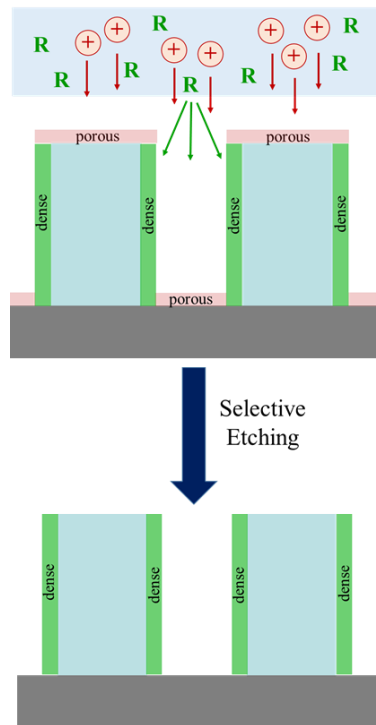 R
+
+
R
+
+
R
R
R
R
+
+
+
R
R
porous
porous
dense
dense
dense
dense
porous
Selective
Etching
dense
dense
dense
dense